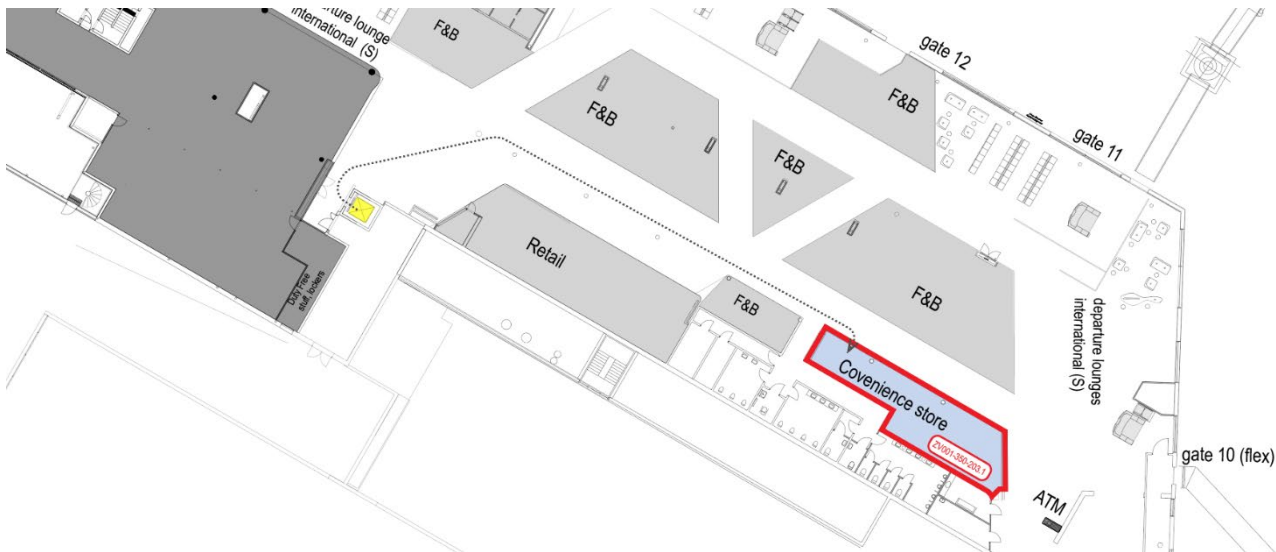 departure lounge
international (S)
F&B
gate 12
F&B
F&B
gate 11
F&B
Retail
Duty Free
stuff, lockers
F&B
F&B
departure lounges
international (S)
Covenience store
ZV001-350-203.1
gate 10 (flex)
ATM